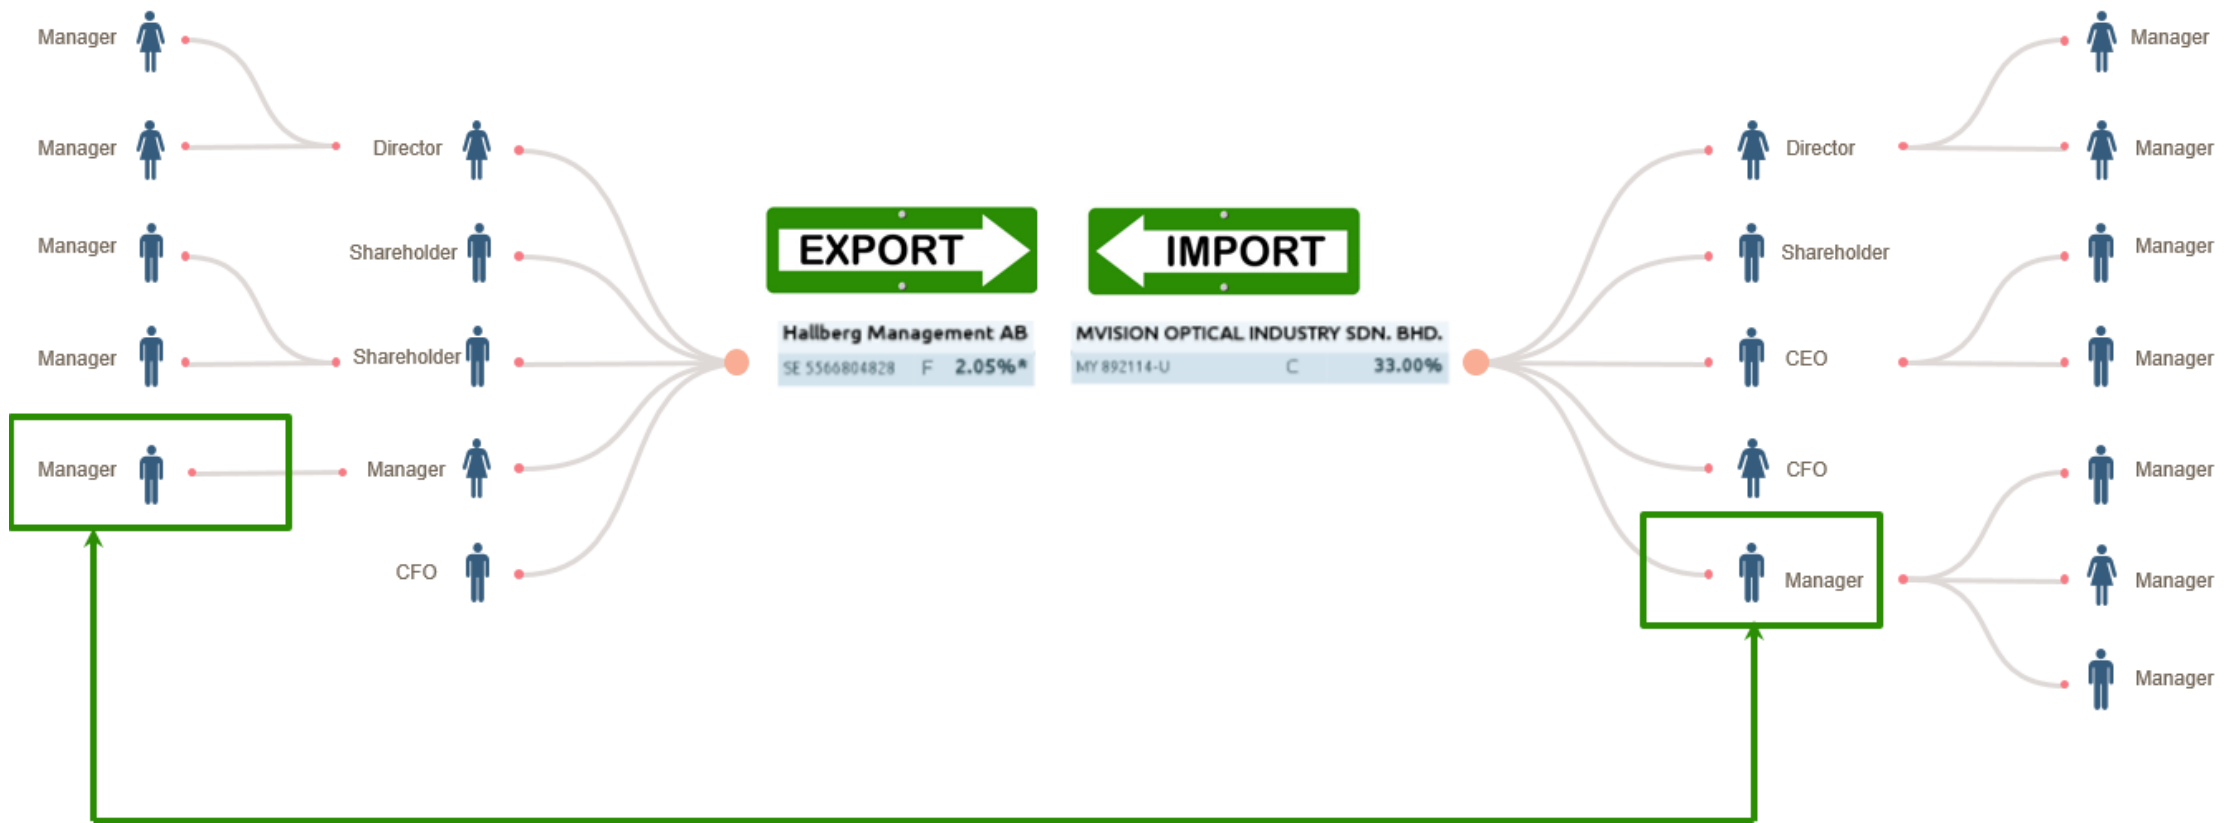 Manager
Manager
Manager
Manager
Manager
Director
Shareholder
Shareholder
Manager
CFO
EXPORT
IMPORT
Hallberg Management AB
SE 5566804828 F 2.05%*
MVISION OPTICAL INDUSTRY SDN. BHD.
MY 892114-U C 33.00%
Director
Shareholder
CEO
CFO
Manager
Manager
Manager
Manager
Manager
Manager
Manager
Manager